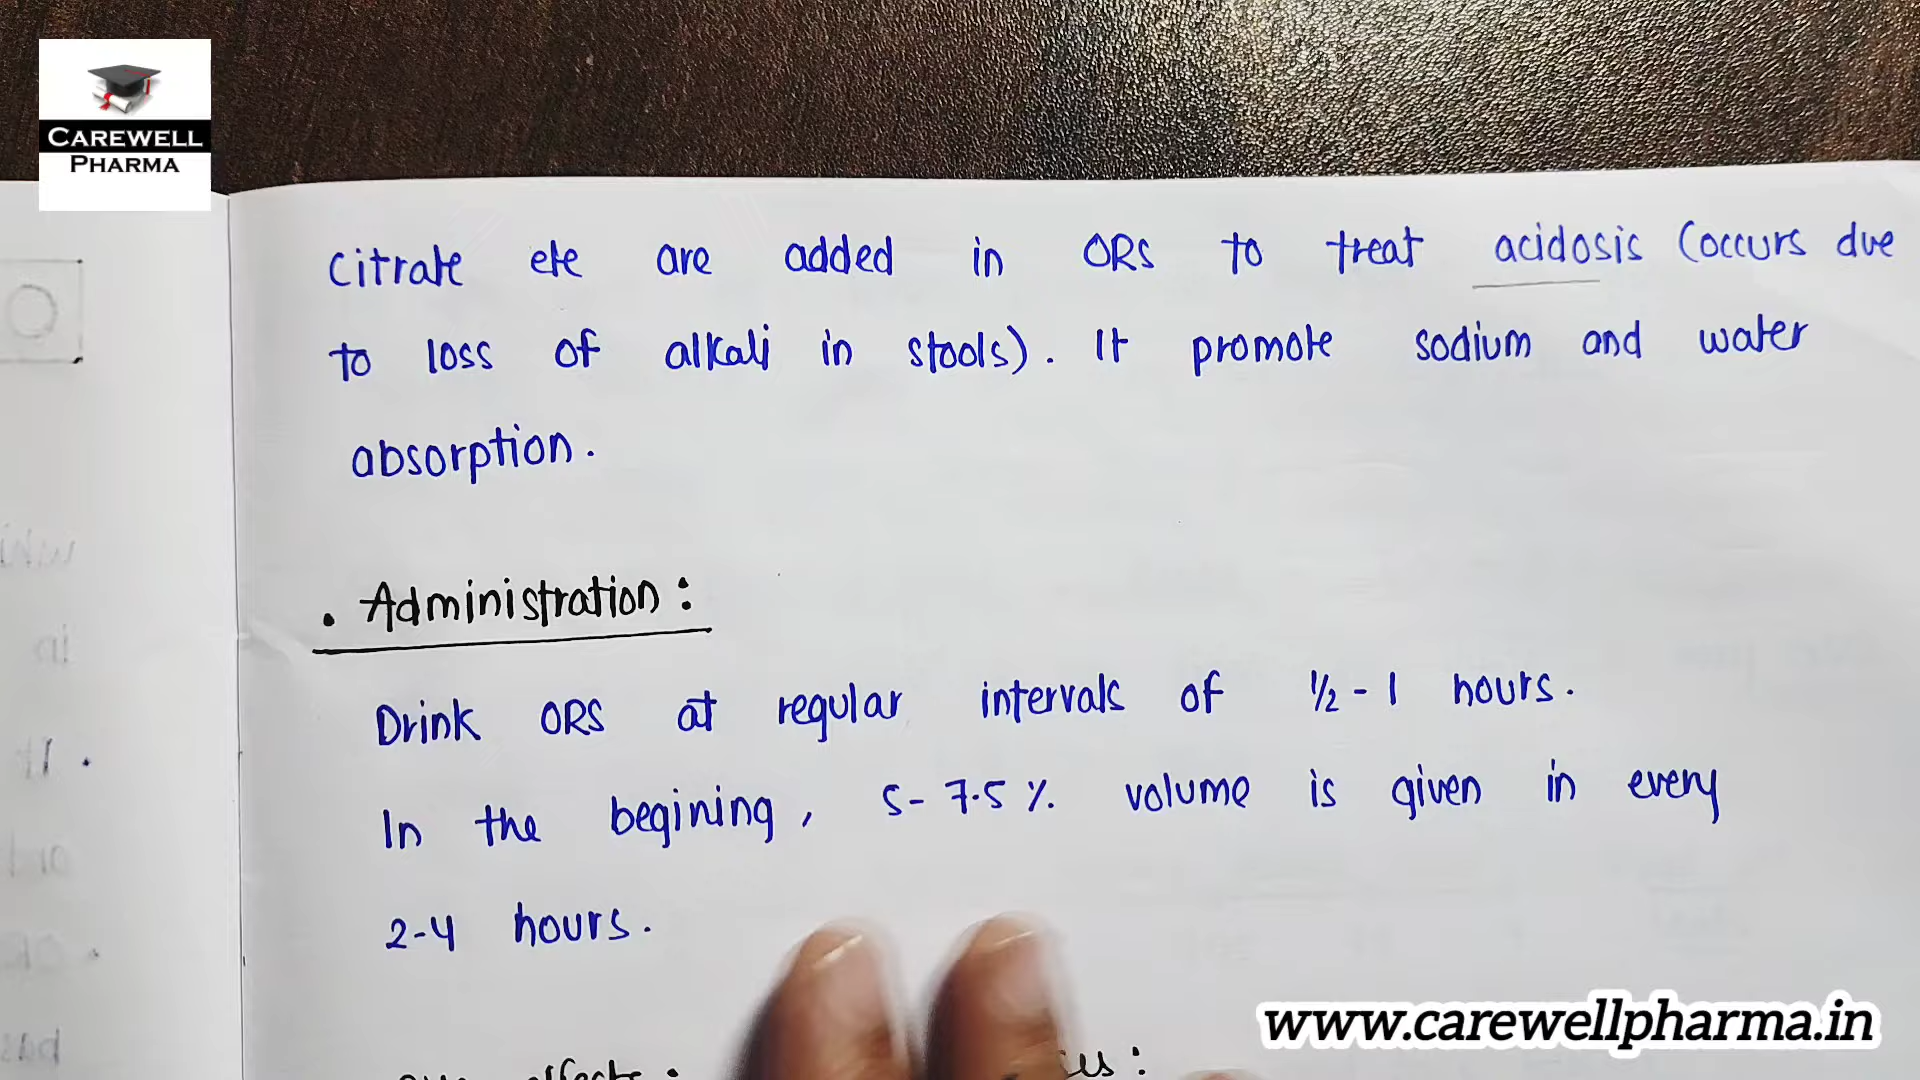 CAREWELL
PHARMA
Citrate etc are added in ORS to treat acidosis (occurs due
to loss of alkali in stools). It promote sodium and water
absorption.
. Administration:
Drink ORS at regular intervals of 1/2-1 hours.
In the begining, 5-7.5% volume is given in every
2-4 hours.
www.carewellpharma.in